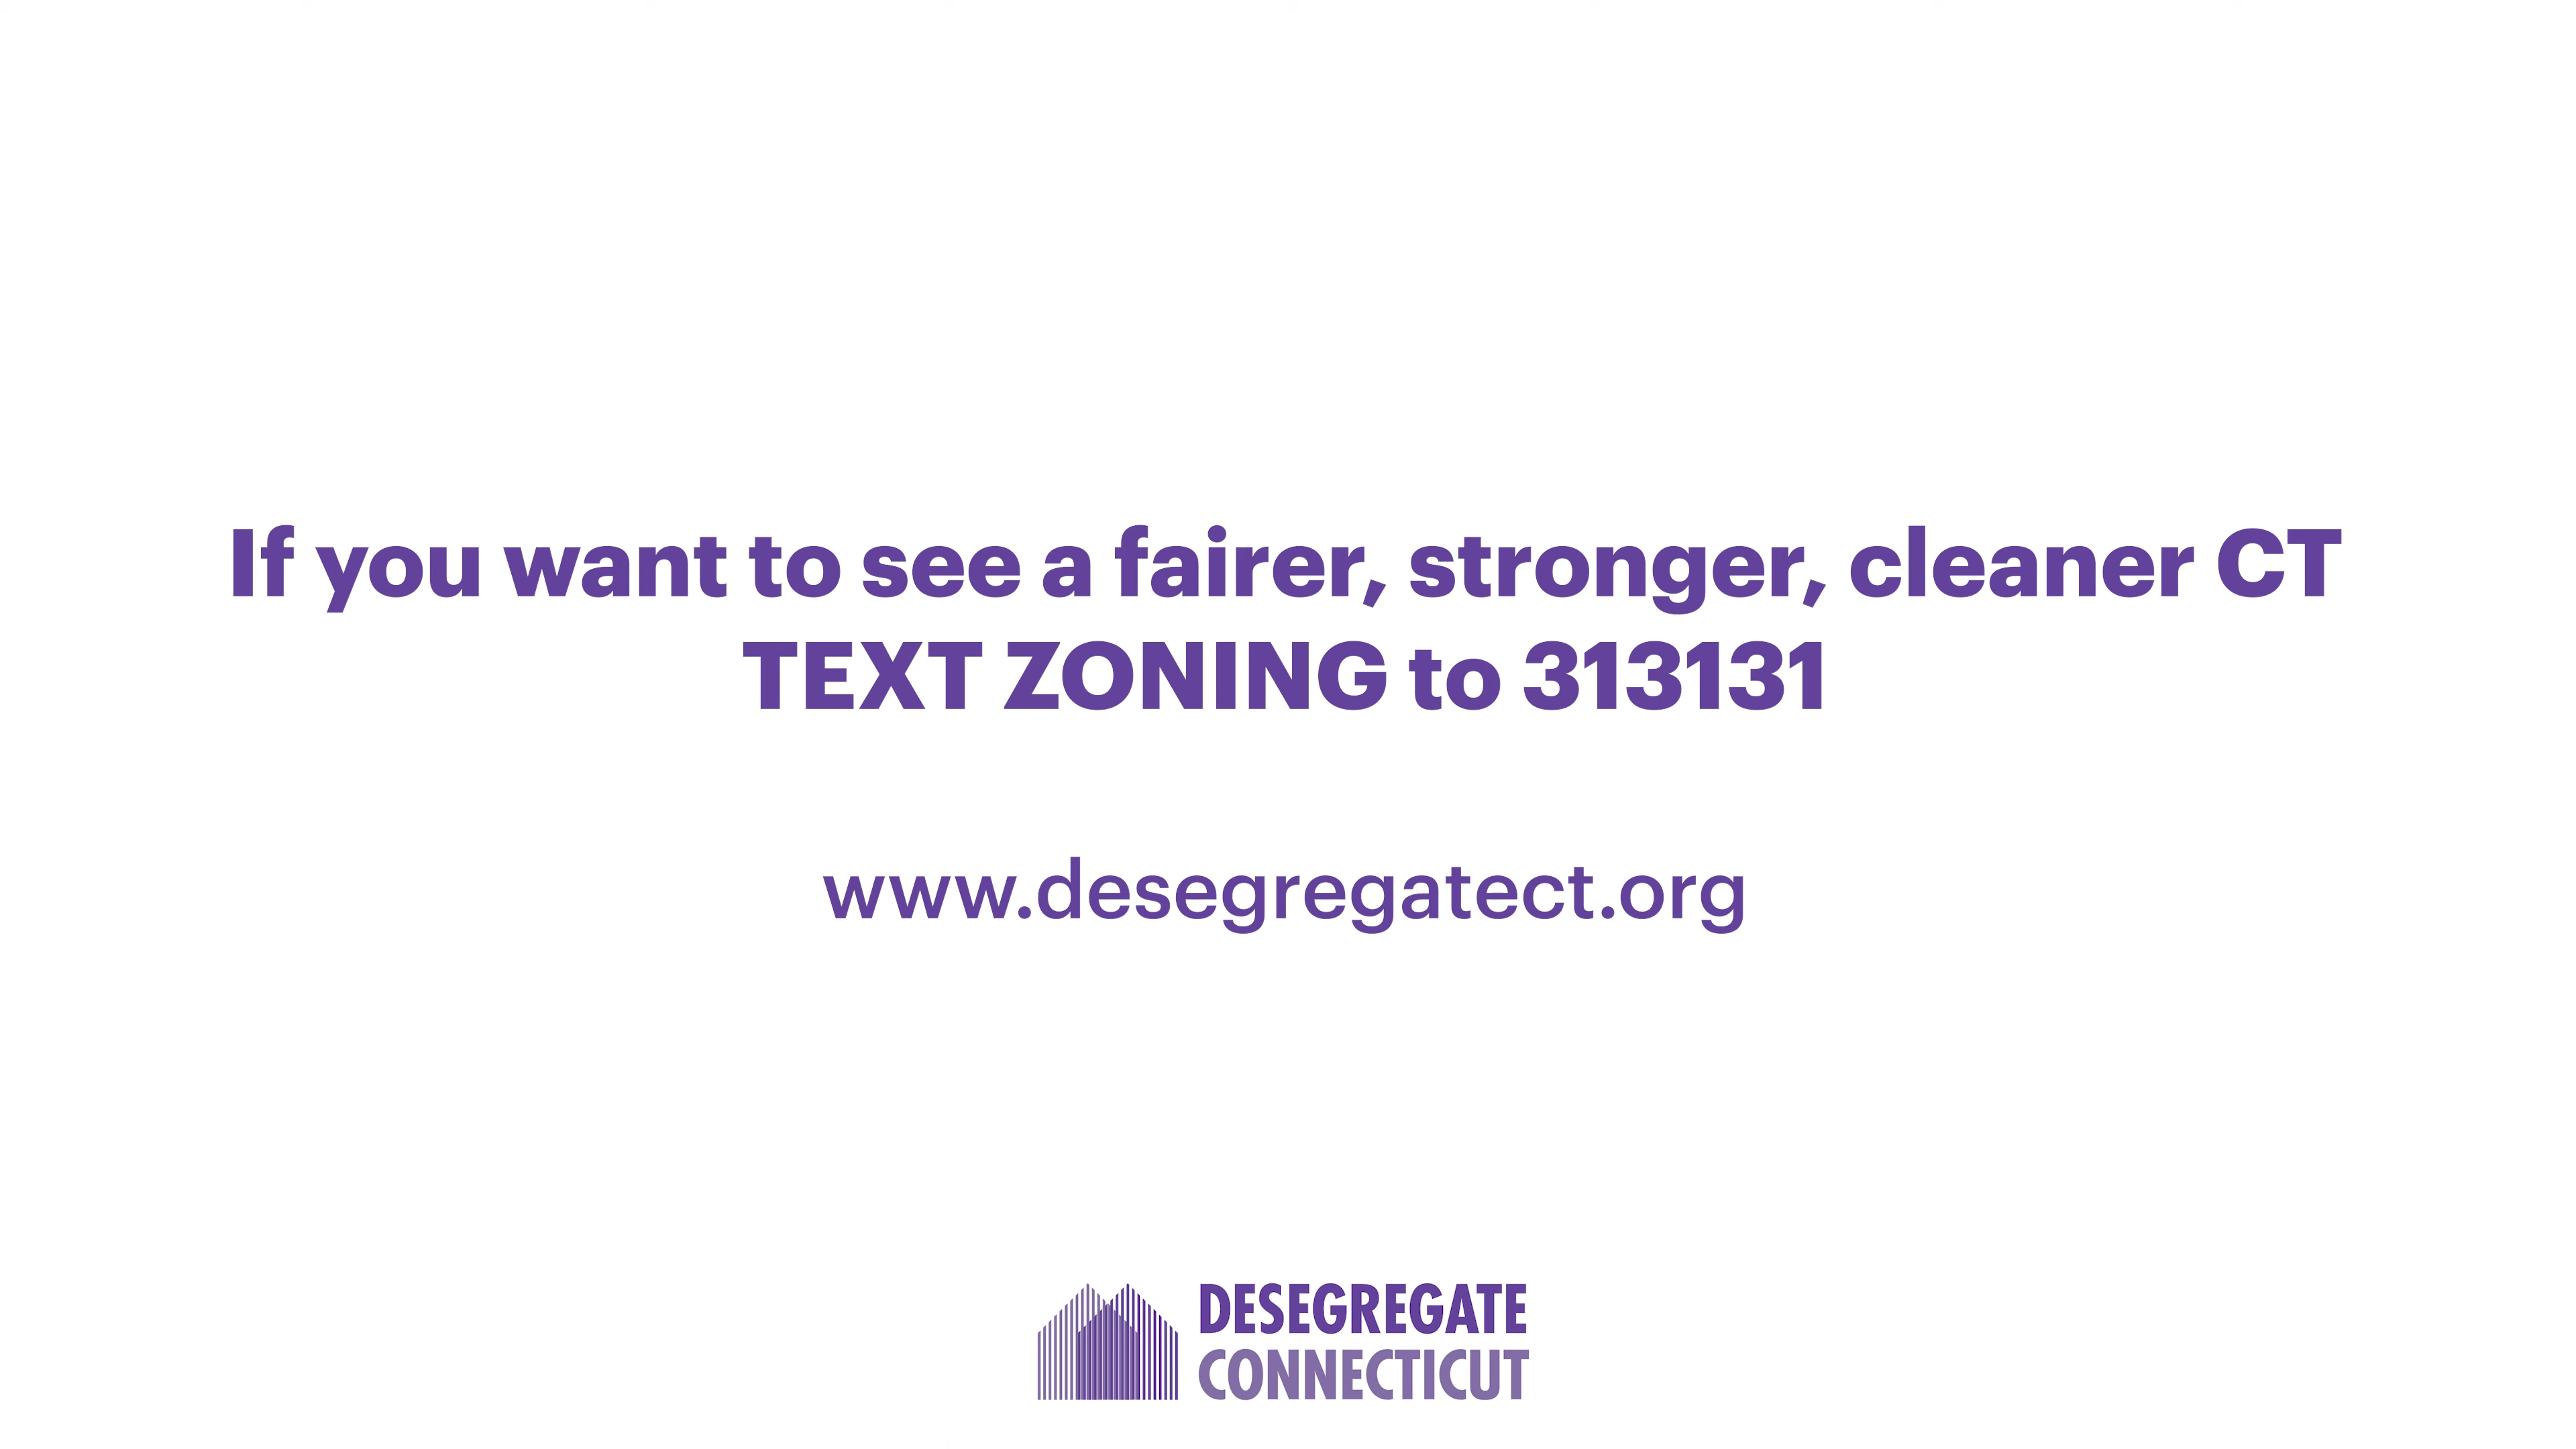 If you want to see a fairer, stronger, cleaner CT
TEXT ZONING to 313131
www.desegregatect.org
DESEGREGATE
CONNECTICUT